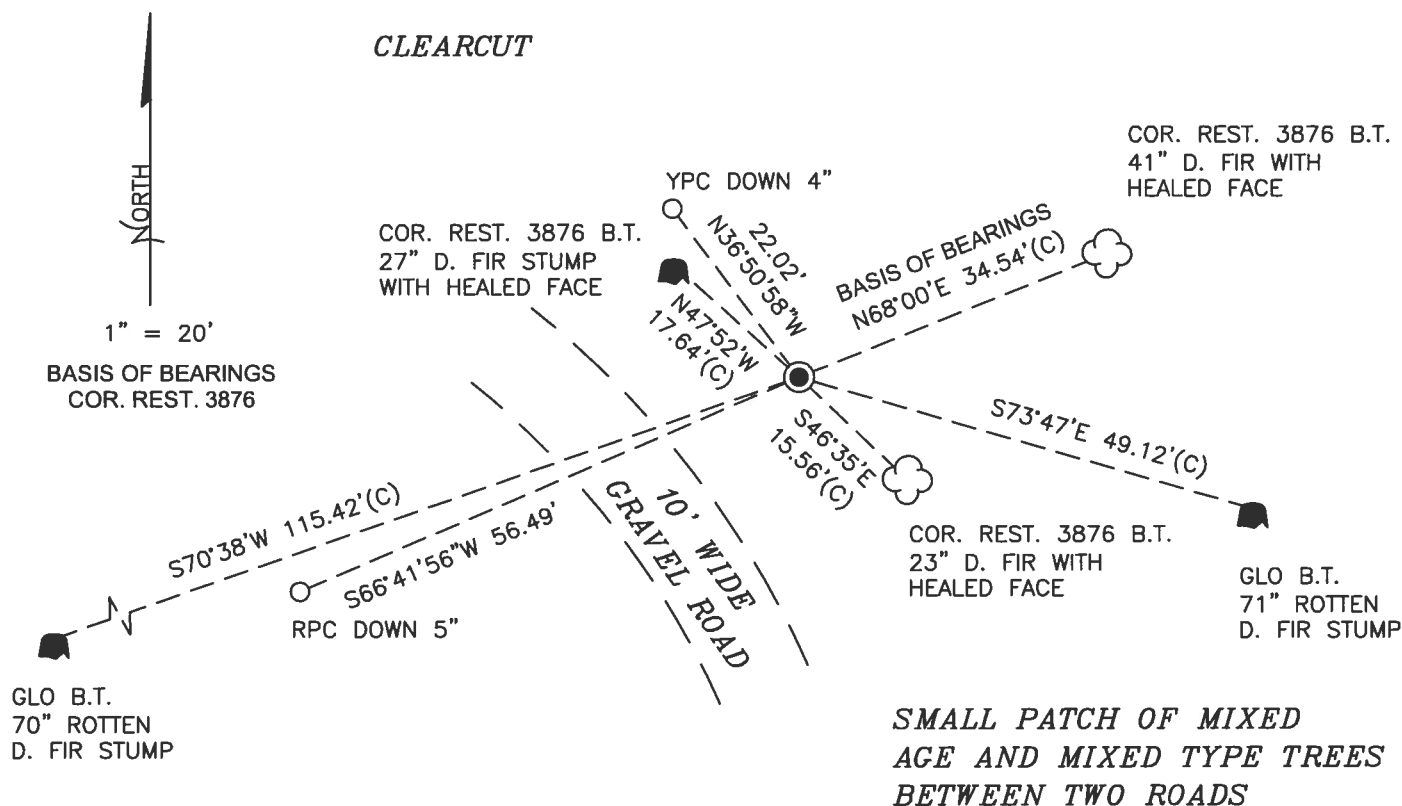 CLEARCUT
NORTH
1" = 20'
BASIS OF BEARINGS
COR. REST. 3876
COR. REST. 3876 B.T.
27" D. FIR STUMP
WITH HEALED FACE
YPC DOWN 4"
22.02'
N36°50'58"W
N47°52'W
17.64'(C)
BASIS OF BEARINGS
N68°00'E 34.54'(C)
COR. REST. 3876 B.T.
41" D. FIR WITH
HEALED FACE
S73°47'E 49.12'(C)
S46°35'E
15.56'(C)
COR. REST. 3876 B.T.
23" D. FIR WITH
HEALED FACE
GLO B.T.
71" ROTTEN
D. FIR STUMP
S70°38'W 115.42'(C)
S66°41'56"W 56.49'
RPC DOWN 5"
10' WIDE
GRAVEL ROAD
GLO B.T.
70" ROTTEN
D. FIR STUMP
SMALL PATCH OF MIXED
AGE AND MIXED TYPE TREES
BETWEEN TWO ROADS